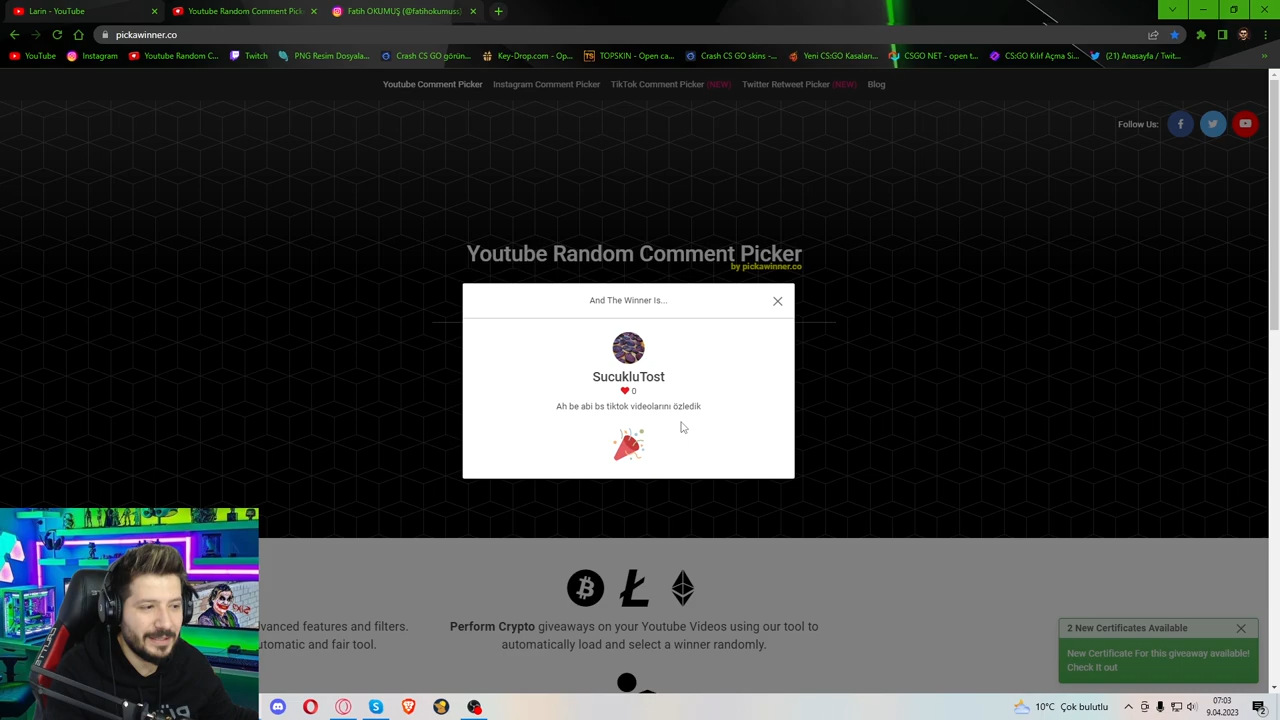 Larin - YouTube
Youtube Random Comment Pick
Fatih OKUMUŞ (@fatihokumus
pickawinner.co
YouTube
Instagram
Youtube Random C...
Twitch
PNG Resim Dosyala...
Crash CS GO görün...
Key-Drop.com - Op...
TOPSKIN - Open ca...
Crash CS GO skins -...
Yeni CS:GO Kasaları...
CSGO NET - open t...
CS:GO Kılıf Açma Si...
(21) Anasayfa / Twit...
Youtube Comment Picker
Instagram Comment Picker
TikTok Comment Picker (NEW)
Twitter Retweet Picker (NEW)
Blog
Follow Us:
Youtube Random Comment Picker
by pickawinner.co
And The Winner Is...
SucukluTost
0
Ah be abi bs tiktok videolarını özledik
vanced features and filters.
utomatic and fair tool.
Perform Crypto giveaways on your Youtube Videos using our tool to
automatically load and select a winner randomly.
2 New Certificates Available
New Certificate For this giveaway available!
Check It out
10°C Çok bulutlu
07:03
9.04.2023
2